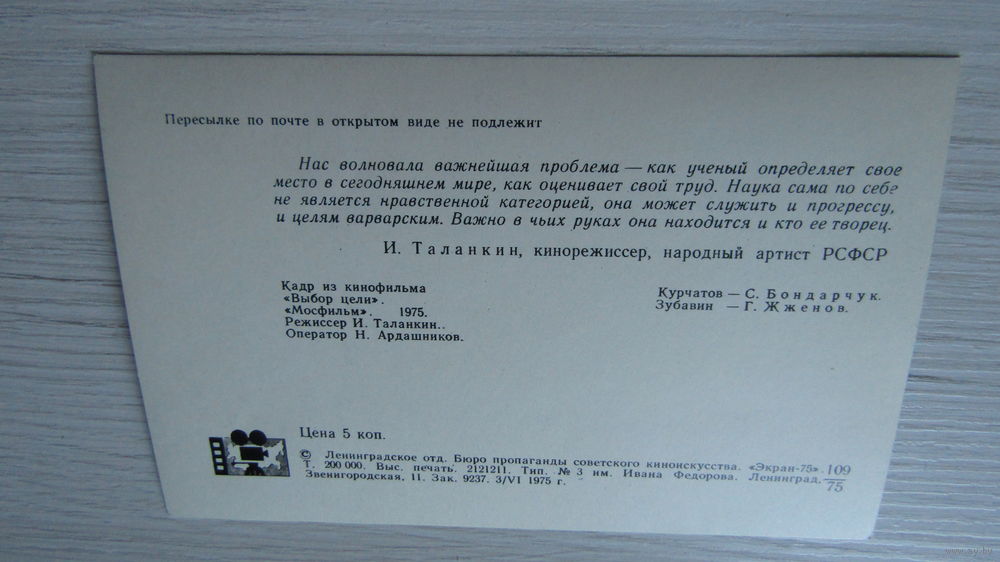 Пересылке по почте в открытом виде не подлежит
Нас волновала важнейшая проблема — как ученый определяет свое
место в сегодняшнем мире, как оценивает свой труд. Наука сама по себе
не является нравственной категорией, она может служить и прогрессу,
и целям варварским. Важно в чьих руках она находится и кто ее творец.
И. Таланкин, кинорежиссер, народный артист РСФСР
Кадр из кинофильма
«Выбор цели».
«Мосфильм». 1975.
Режиссер И. Таланкин..
Оператор Н. Ардашников.
Курчатов — С. Бондарчук.
Зубавин — Г. Жженов.
Цена 5 коп.
© Ленинградское отд. Бюро пропаганды советского киноискусства. «Экран-75». 109/75
Т. 200 000. Выс. печать. 2121211. Тип. № 3 им. Ивана Федорова. Ленинград,
Звенигородская, 11. Зак. 9237. 3/VI 1975 г.
www.ay.by